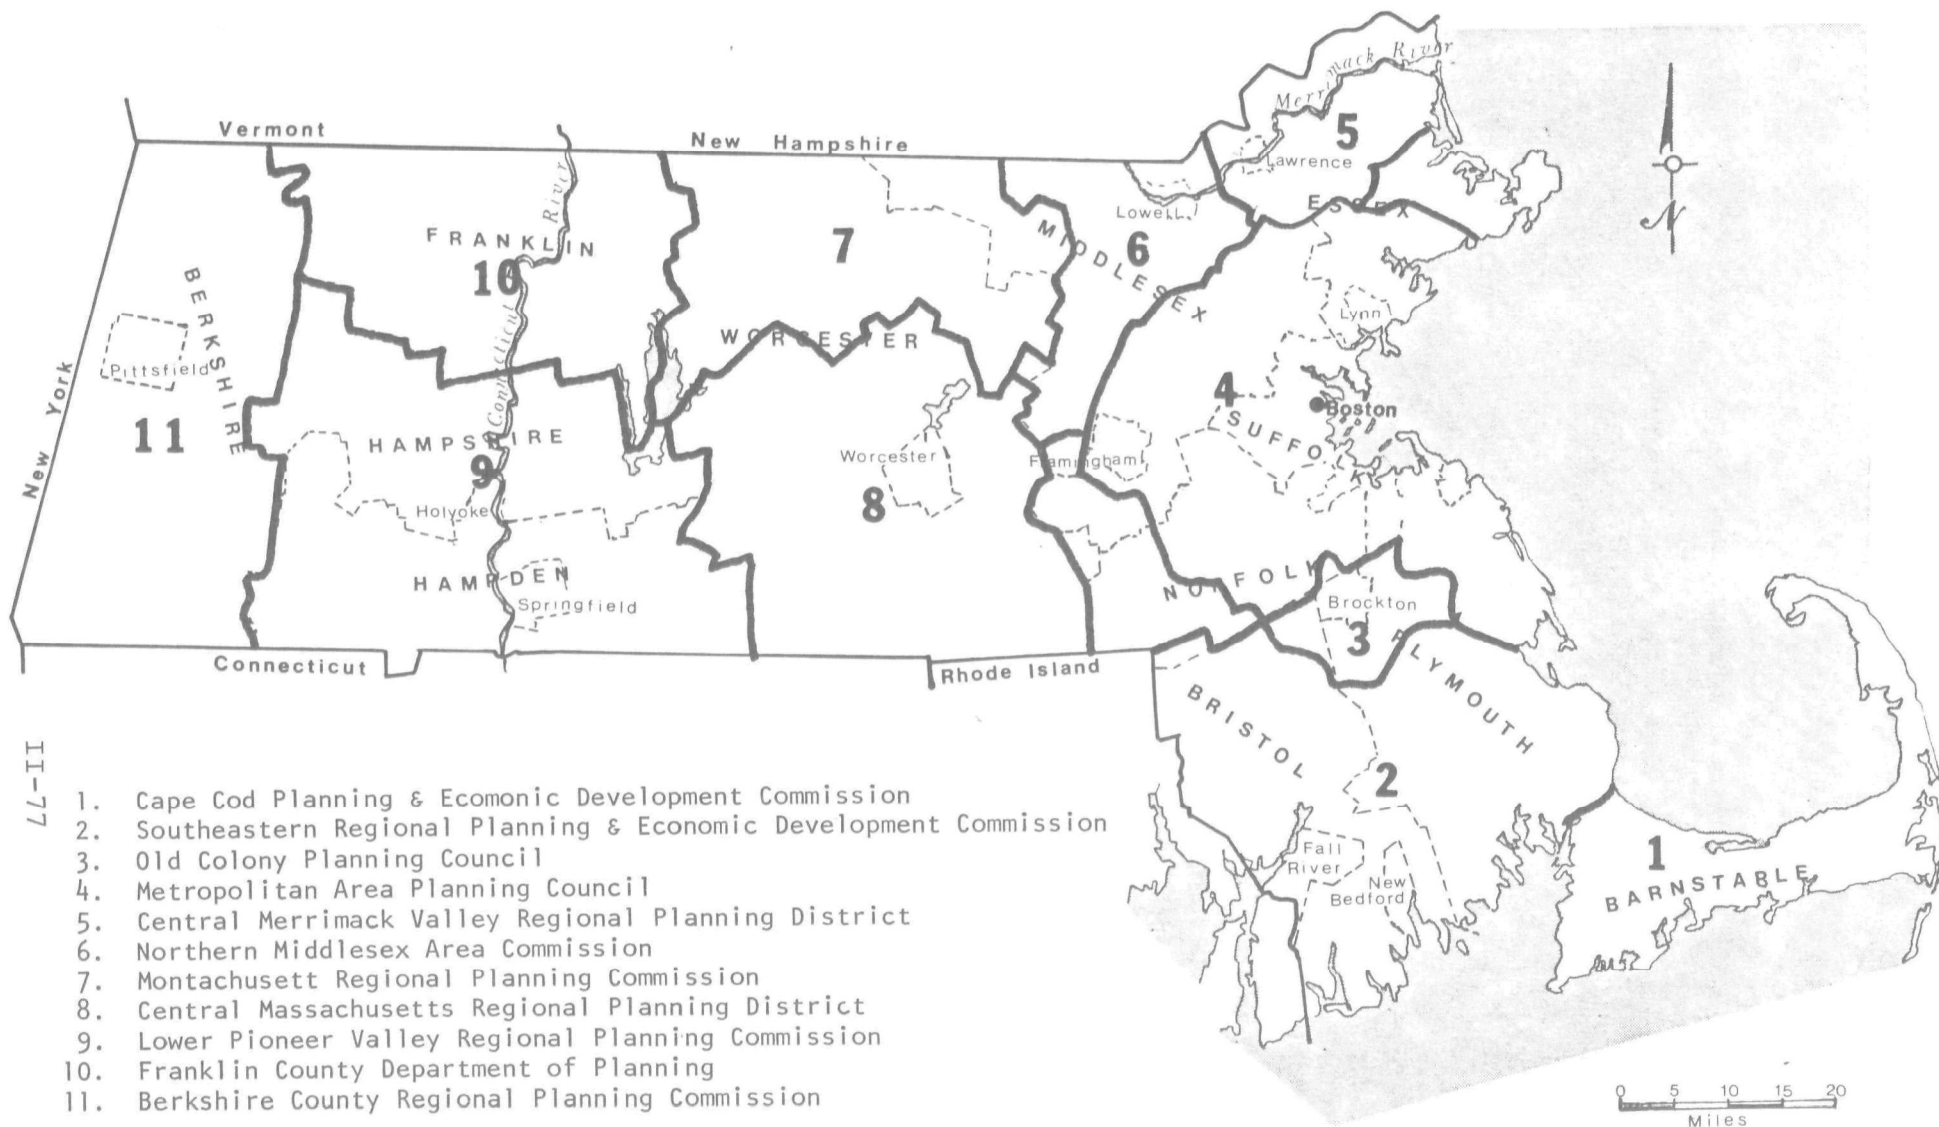 Merrimack River
5
Vermont
New Hampshire
Lawrence
N
River
Lowell
ESSEX
FRANKLIN
7
MIDDLESEX
6
10
BERKSHIRE
Connecticut
WORCESTER
Lynn
Pittsfield
New York
4
Boston
11
HAMPSHIRE
SUFFOL
Worcester
Framingham
9
8
Holyoke
HAMPDEN
NORFOLK
Springfield
Brockton
3
Connecticut
Rhode Island
PLYMOUTH
BRISTOL
2
Fall
River
New
Bedford
1
BARNSTABLE
II-77
1. Cape Cod Planning & Ecomonic Development Commission
2. Southeastern Regional Planning & Economic Development Commission
3. Old Colony Planning Council
4. Metropolitan Area Planning Council
5. Central Merrimack Valley Regional Planning District
6. Northern Middlesex Area Commission
7. Montachusett Regional Planning Commission
8. Central Massachusetts Regional Planning District
9. Lower Pioneer Valley Regional Planning Commission
10. Franklin County Department of Planning
11. Berkshire County Regional Planning Commission
0 5 10 15 20
Miles